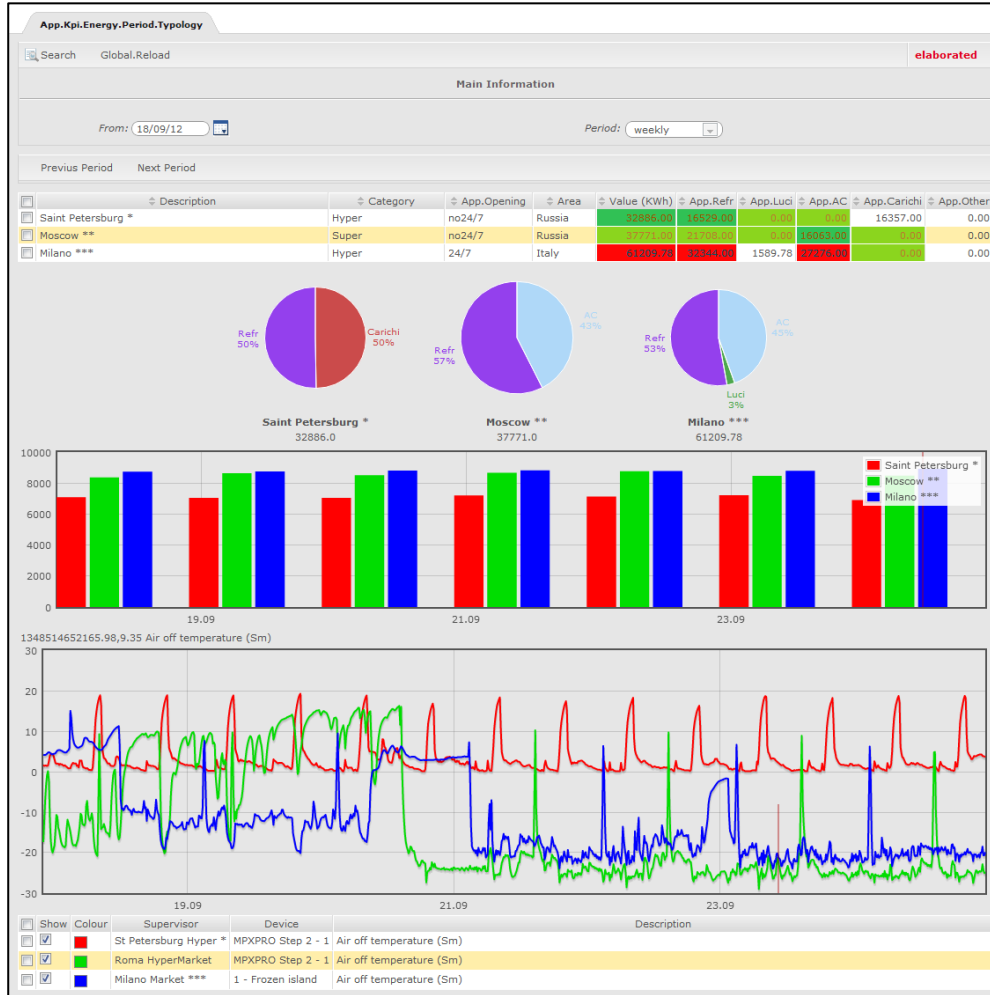 App.Kpi.Energy.Period.Typology
Search Global.Reload elaborated
Main Information
From: 18/09/12 Period: weekly
Previus Period Next Period
Description Category App.Opening Area Value (KWh) App.Refr App.Luci App.AC App.Carichi App.Other
Saint Petersburg * Hyper no24/7 Russia 32886.00 16529.00 0.00 0.00 16357.00 0.00
Moscow ** Super no24/7 Russia 37771.00 21708.00 0.00 16063.00 0.00 0.00
Milano *** Hyper 24/7 Italy 61209.78 32344.00 1589.78 27276.00 0.00 0.00
Refr
50%
Carichi
50%
Refr
57%
AC
43%
Refr
53%
AC
45%
Luci
3%
Saint Petersburg * Moscow ** Milano ***
32886.0 37771.0 61209.78
10000
8000
6000
4000
2000
0
Saint Petersburg *
Moscow **
Milano ***
19.09 21.09 23.09
1348514652165.98,9.35 Air off temperature (Sm)
30
20
10
0
-10
-20
-30
19.09 21.09 23.09
Show Colour Supervisor Device Description
St Petersburg Hyper * MPXPRO Step 2 - 1 Air off temperature (Sm)
Roma HyperMarket MPXPRO Step 2 - 1 Air off temperature (Sm)
Milano Market *** 1 - Frozen island Air off temperature (Sm)